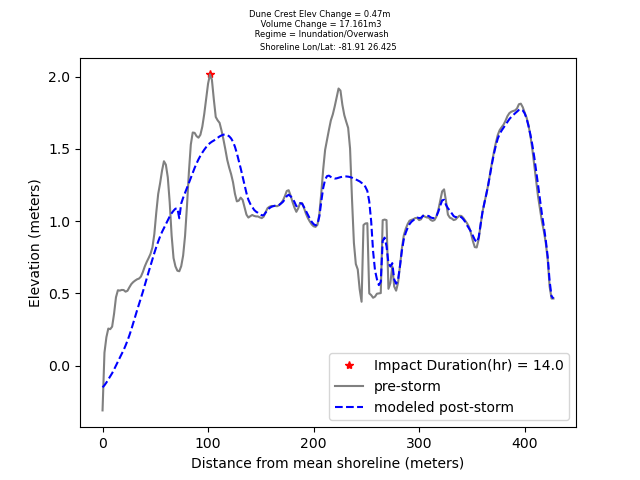 Dune Crest Elev Change = 0.47m
Volume Change = 17.161m3
Regime = Inundation/Overwash
Shoreline Lon/Lat: -81.91 26.425
2.0
1.5
1.0
0.5
0.0
Elevation (meters)
Impact Duration(hr) = 14.0
pre-storm
modeled post-storm
0 100 200 300 400
Distance from mean shoreline (meters)